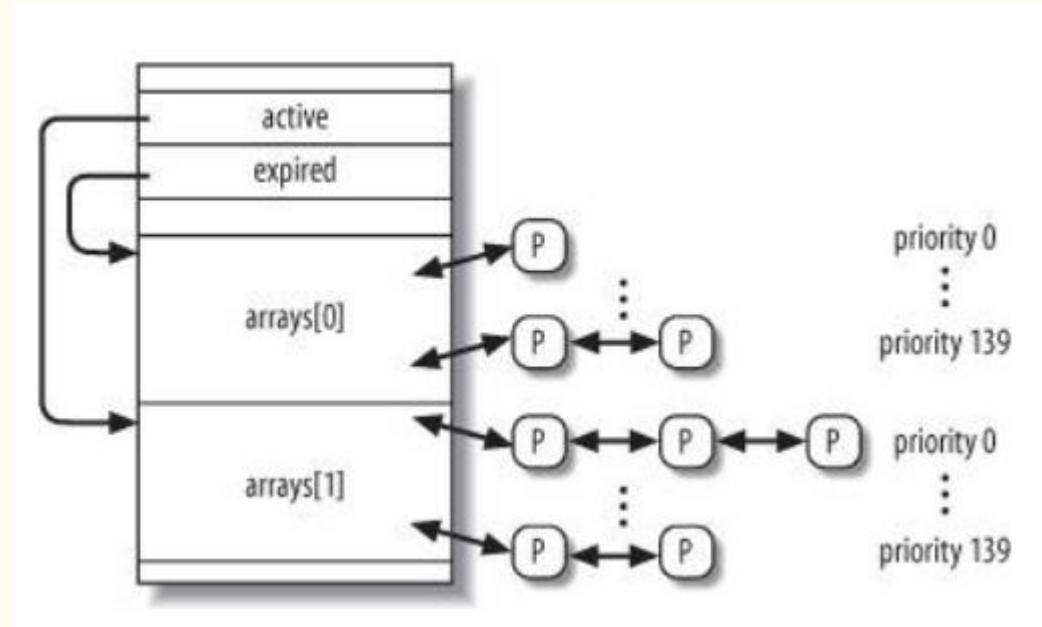 active
expired
P
priority 0
arrays[0]
P P
priority 139
P P P
priority 0
arrays[1]
P P
priority 139